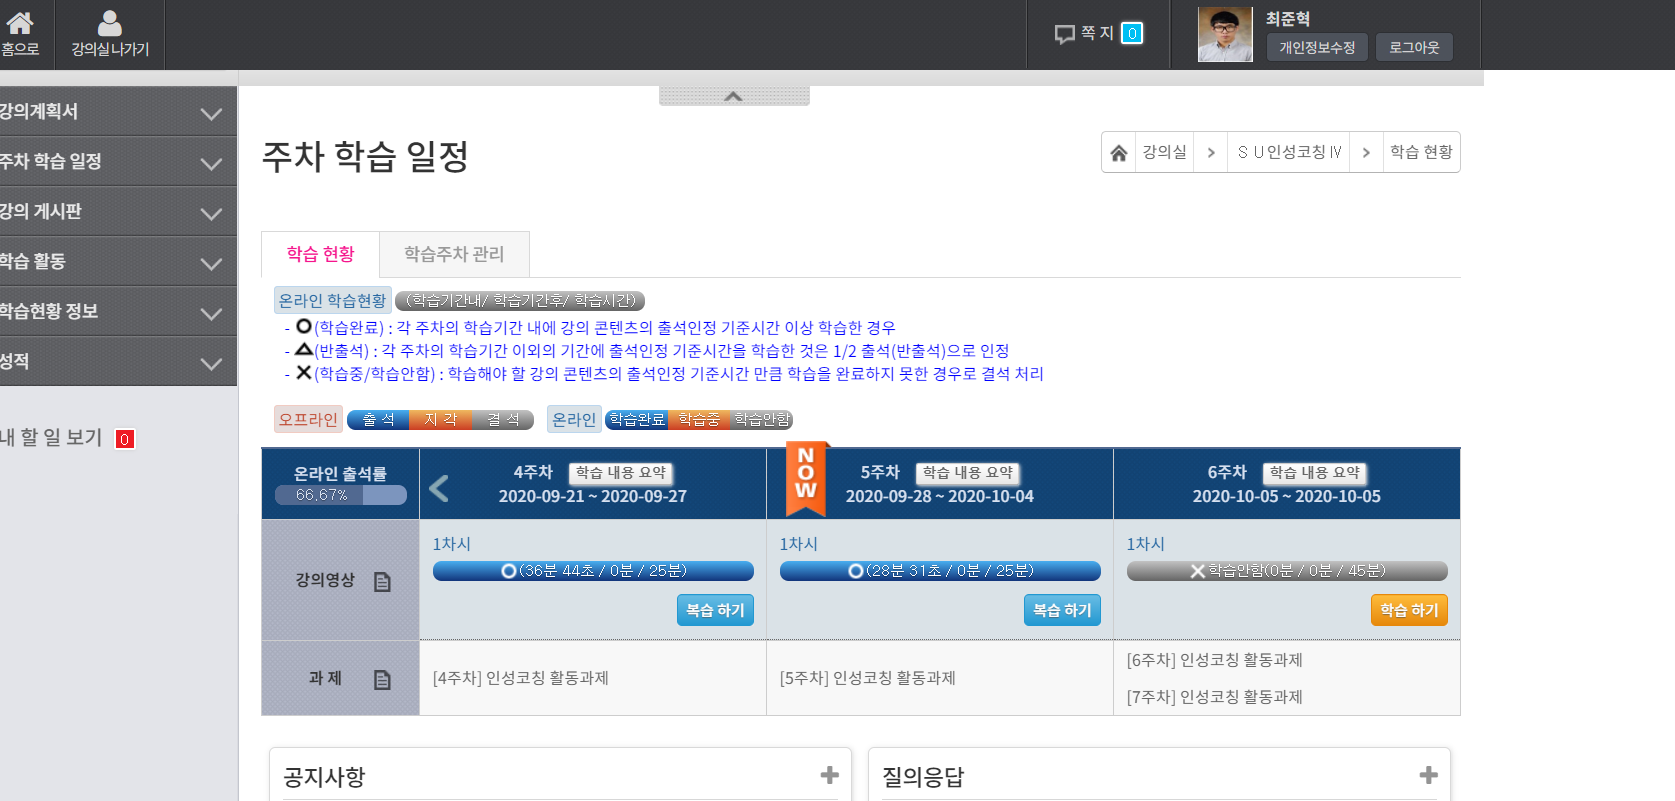 홈으로
강의실나가기
쪽지 0
최준혁
개인정보수정
로그아웃
강의계획서
주차 학습 일정
강의 게시판
학습 활동
학습현황 정보
성적
내 할 일 보기 0
주차 학습 일정
강의실 > ＳＵ인성코칭Ⅳ > 학습 현황
학습 현황
학습주차 관리
온라인 학습현황 (학습기간내/ 학습기간후/ 학습시간)
- O(학습완료) : 각 주차의 학습기간 내에 강의 콘텐츠의 출석인정 기준시간 이상 학습한 경우
- △(반출석) : 각 주차의 학습기간 이외의 기간에 출석인정 기준시간을 학습한 것은 1/2 출석(반출석)으로 인정
- X(학습중/학습안함) : 학습해야 할 강의 콘텐츠의 출석인정 기준시간 만큼 학습을 완료하지 못한 경우로 결석 처리
오프라인 출 석 지 각 결 석 온라인 학습완료 학습중 학습안함
온라인 출석률
66,67%
4주차 학습 내용 요약
2020-09-21 ~ 2020-09-27
NOW
5주차 학습 내용 요약
2020-09-28 ~ 2020-10-04
6주차 학습 내용 요약
2020-10-05 ~ 2020-10-05
강의영상
1차시
O(36분 44초 / 0분 / 25분)
복습 하기
1차시
O(28분 31초 / 0분 / 25분)
복습 하기
1차시
X학습안함(0분 / 0분 / 45분)
학습 하기
과 제
[4주차] 인성코칭 활동과제
[5주차] 인성코칭 활동과제
[6주차] 인성코칭 활동과제
[7주차] 인성코칭 활동과제
공지사항
질의응답